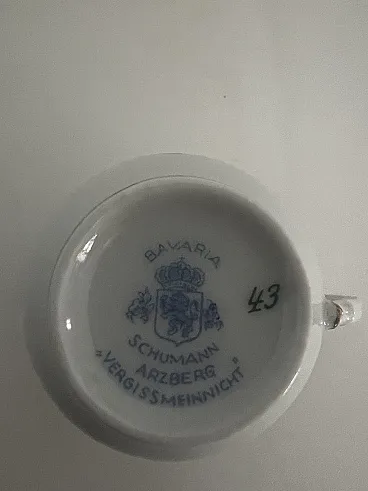 BAVARIA
43
SCHUMANN
ARZBERG
„VERGISSMEINNICHT"